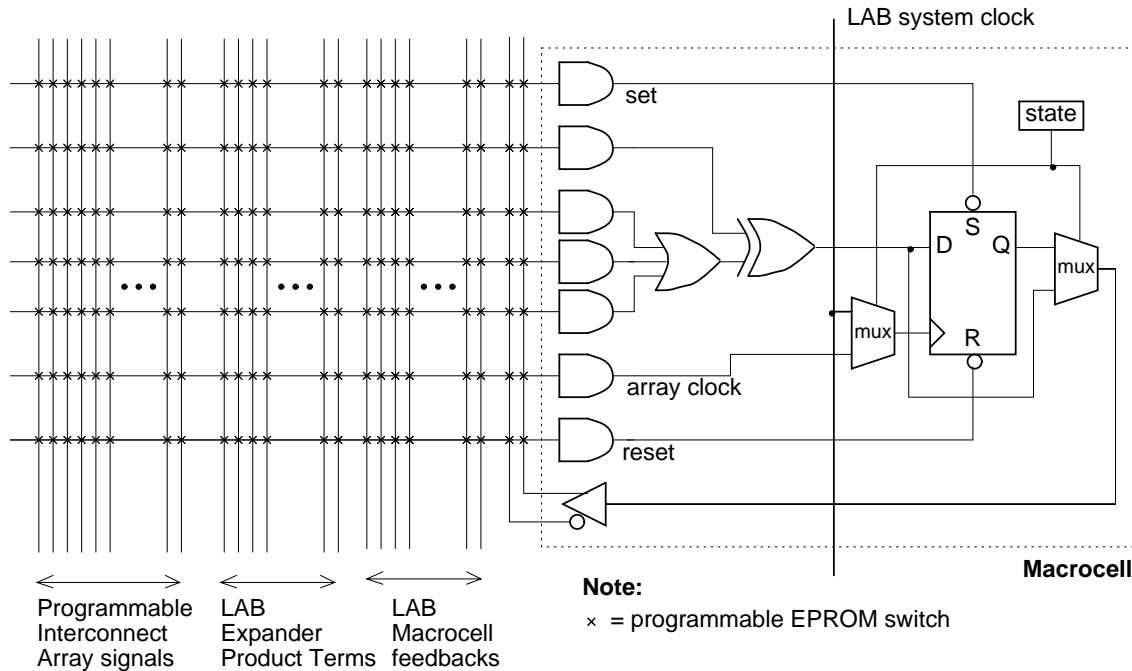 LAB system clock
set
state
S
D
Q
mux
mux
R
array clock
reset
Macrocell
Note:
× = programmable EPROM switch
Programmable
Interconnect
Array signals
LAB
Expander
Product Terms
LAB
Macrocell
feedbacks